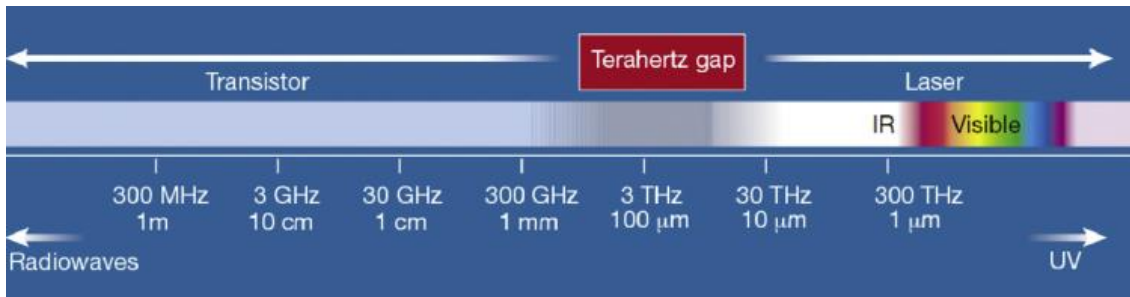 Terahertz gap
Transistor
Laser
IR
Visible
300 MHz
1m
3 GHz
10 cm
30 GHz
1 cm
300 GHz
1 mm
3 THz
100 μm
30 THz
10 μm
300 THz
1 μm
Radiowaves
UV